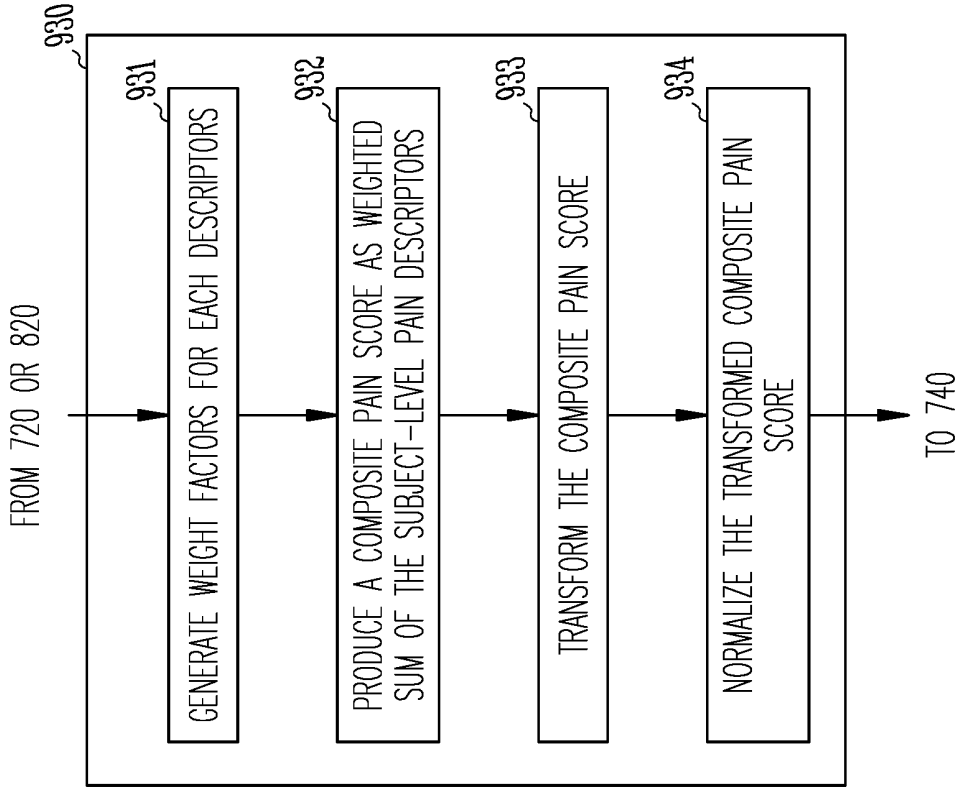 FROM 720 OR 820
930
931
GENERATE WEIGHT FACTORS FOR EACH DESCRIPTORS
932
PRODUCE A COMPOSITE PAIN SCORE AS WEIGHTED
SUM OF THE SUBJECT-LEVEL PAIN DESCRIPTORS
933
TRANSFORM THE COMPOSITE PAIN SCORE
934
NORMALIZE THE TRANSFORMED COMPOSITE PAIN
SCORE
TO 740